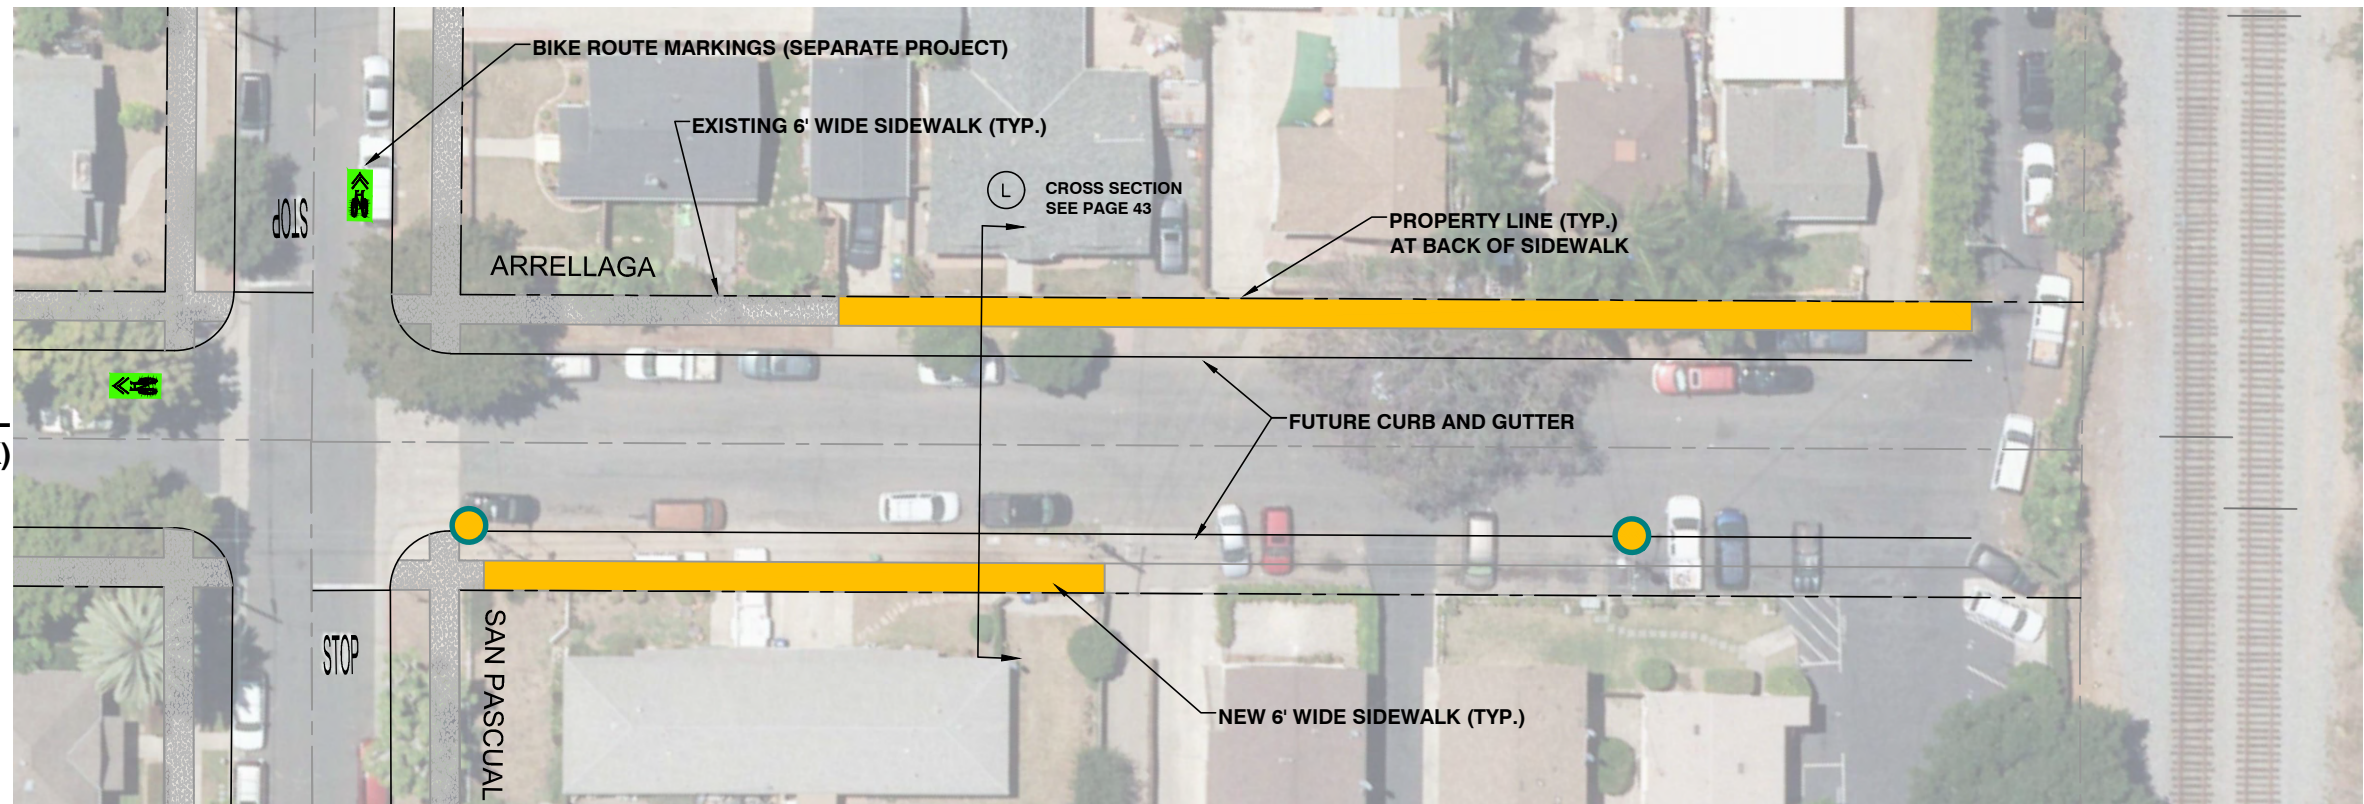 BIKE ROUTE MARKINGS (SEPARATE PROJECT)
EXISTING 6' WIDE SIDEWALK (TYP.)
L
CROSS SECTION
SEE PAGE 43
STOP
PROPERTY LINE (TYP.)
AT BACK OF SIDEWALK
ARRELLAGA
FUTURE CURB AND GUTTER
)
STOP
SAN PASCUAL
NEW 6' WIDE SIDEWALK (TYP.)